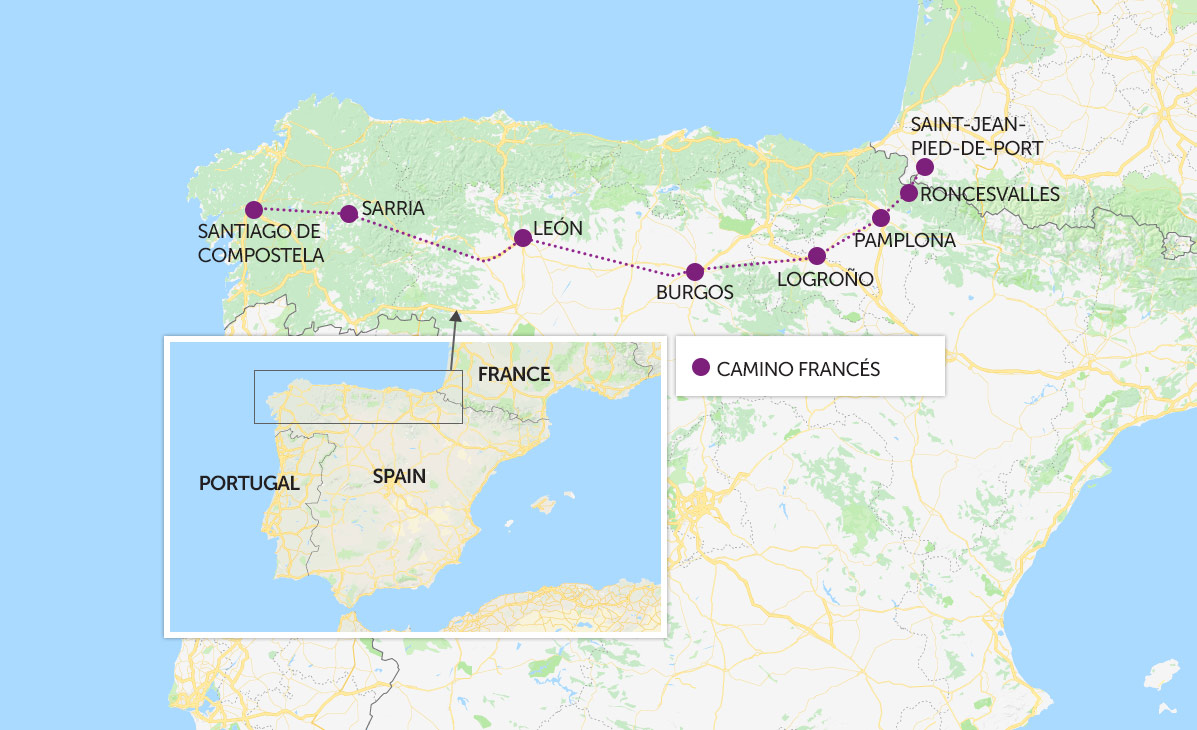 SAINT-JEAN-
PIED-DE-PORT
RONCESVALLES
PAMPLONA
LOGROÑO
BURGOS
LEÓN
SARRIA
SANTIAGO DE
COMPOSTELA
CAMINO FRANCÉS
FRANCE
SPAIN
PORTUGAL